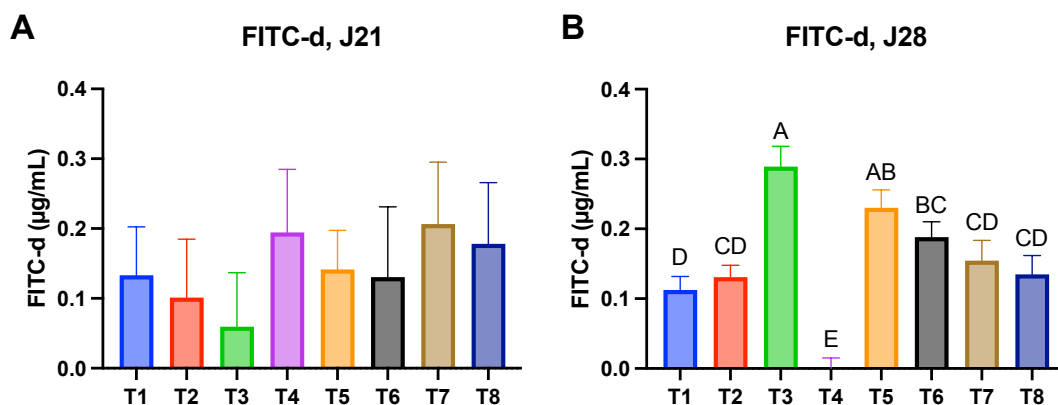 A
FITC-d, J21
FITC-d (µg/mL)
0.4
0.3
0.2
0.1
0.0
T1 T2 T3 T4 T5 T6 T7 T8
B
FITC-d, J28
FITC-d (µg/mL)
0.4
0.3
0.2
0.1
0.0
D CD A E AB BC CD CD
T1 T2 T3 T4 T5 T6 T7 T8